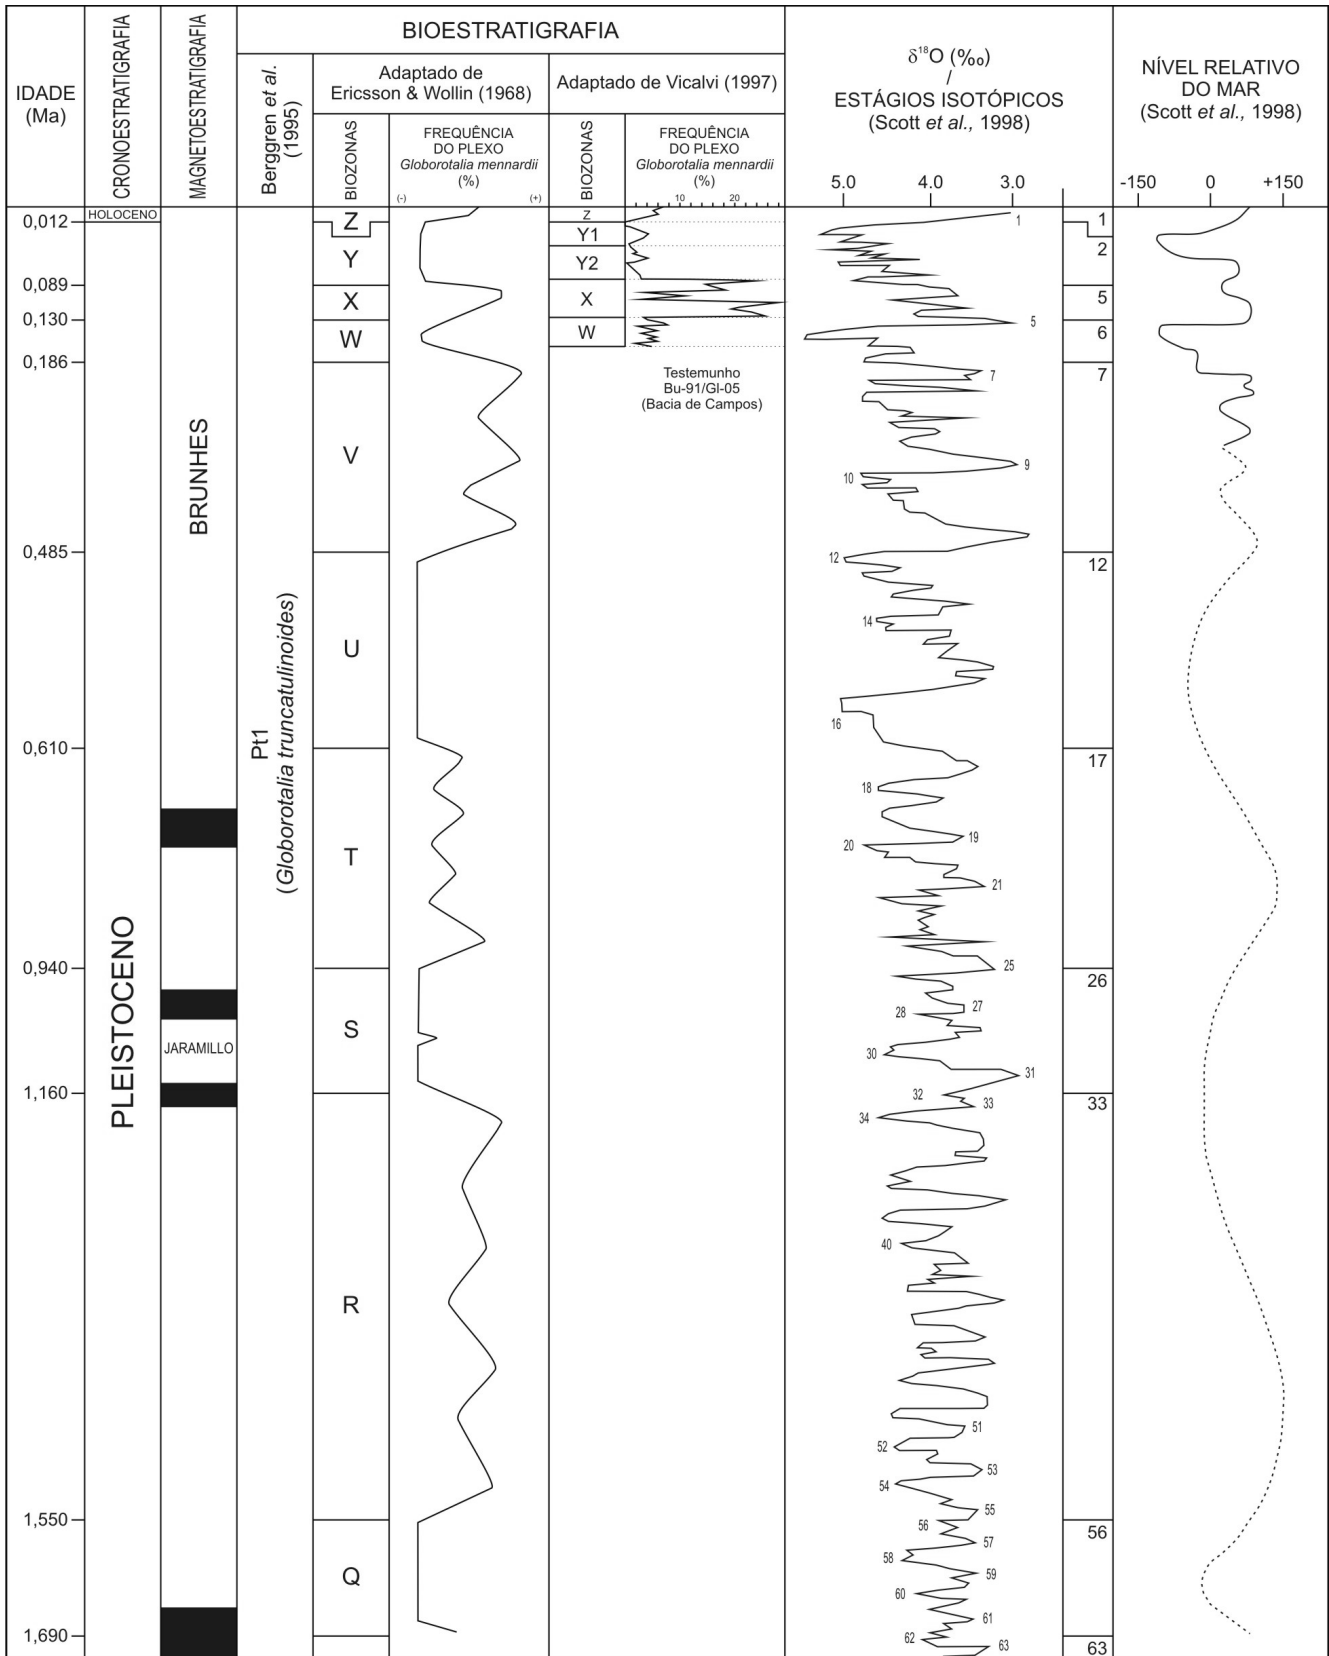 IDADE
(Ma)
CRONOESTRATIGRAFIA
MAGNETOESTRATIGRAFIA
BIOESTRATIGRAFIA
Berggren et al.
(1995)
Adaptado de
Ericsson & Wollin (1968)
BIOZONAS
FREQUÊNCIA
DO PLEXO
Globorotalia mennardii
(%)
(-) (+)
Adaptado de Vicalvi (1997)
BIOZONAS
FREQUÊNCIA
DO PLEXO
Globorotalia mennardii
(%)
10 20
δ¹⁸O (‰)
/
ESTÁGIOS ISOTÓPICOS
(Scott et al., 1998)
5.0 4.0 3.0
NÍVEL RELATIVO
DO MAR
(Scott et al., 1998)
-150 0 +150
0,012
0,089
0,130
0,186
0,485
0,610
0,940
1,160
1,550
1,690
HOLOCENO
PLEISTOCENO
BRUNHES
JARAMILLO
Pt1
(Globorotalia truncatulinoides)
Z
Y
X
W
V
U
T
S
R
Q
Z
Y1
Y2
X
W
Testemunho
Bu-91/Gl-05
(Bacia de Campos)
1
5
7
9
10
12
14
16
18
19
20
21
25
27
28
30
31
32
33
34
40
51
52
53
54
55
56
57
58
59
60
61
62
63
1
2
5
6
7
12
17
26
33
56
63